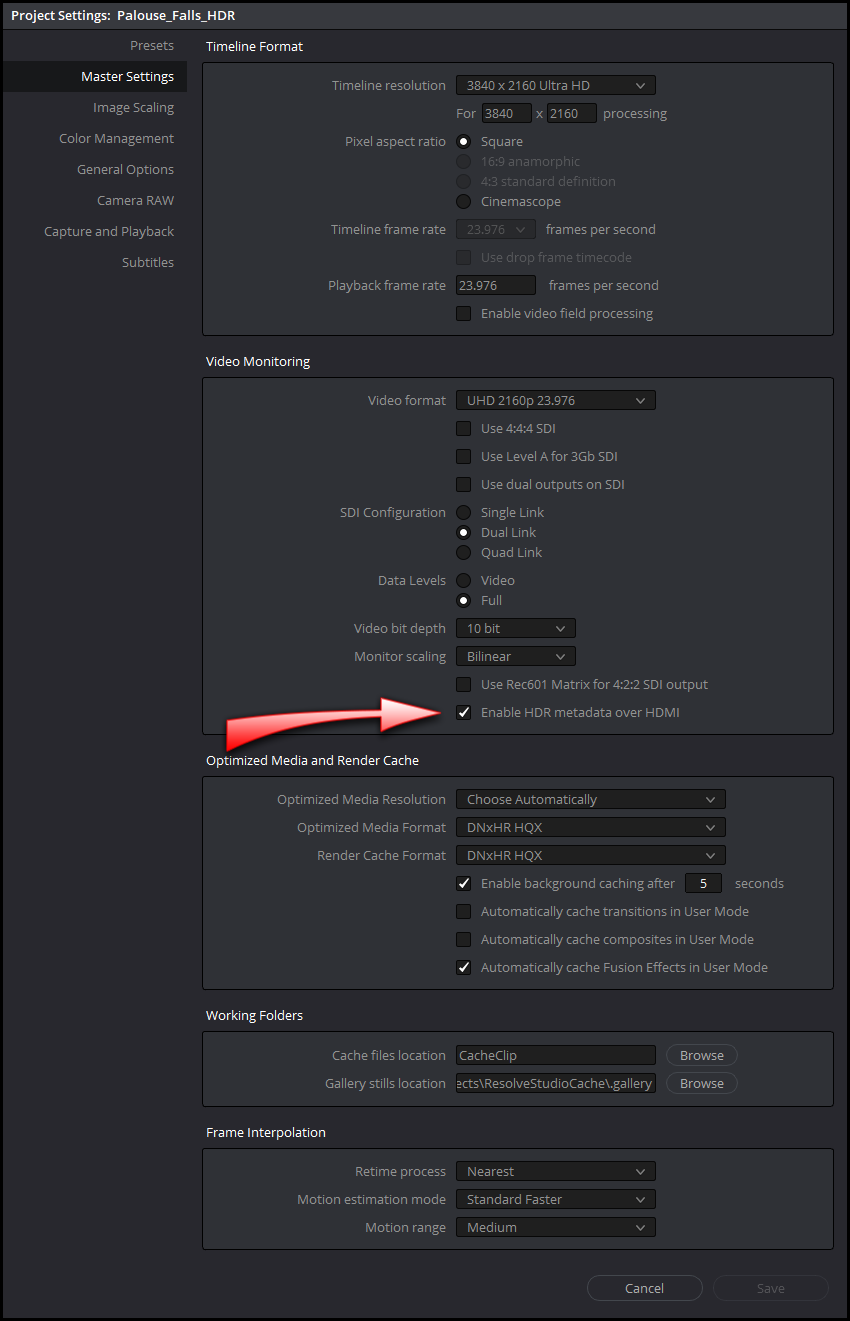 Project Settings: Palouse_Falls_HDR
Presets
Master Settings
Image Scaling
Color Management
General Options
Camera RAW
Capture and Playback
Subtitles
Timeline Format
Timeline resolution 3840 x 2160 Ultra HD
For 3840 x 2160 processing
Pixel aspect ratio Square
16:9 anamorphic
4:3 standard definition
Cinemascope
Timeline frame rate 23.976 frames per second
Use drop frame timecode
Playback frame rate 23.976 frames per second
Enable video field processing
Video Monitoring
Video format UHD 2160p 23.976
Use 4:4:4 SDI
Use Level A for 3Gb SDI
Use dual outputs on SDI
SDI Configuration Single Link
Dual Link
Quad Link
Data Levels Video
Full
Video bit depth 10 bit
Monitor scaling Bilinear
Use Rec601 Matrix for 4:2:2 SDI output
Enable HDR metadata over HDMI
Optimized Media and Render Cache
Optimized Media Resolution Choose Automatically
Optimized Media Format DNxHR HQX
Render Cache Format DNxHR HQX
Enable background caching after 5 seconds
Automatically cache transitions in User Mode
Automatically cache composites in User Mode
Automatically cache Fusion Effects in User Mode
Working Folders
Cache files location CacheClip Browse
Gallery stills location ects\ResolveStudioCache\.gallery Browse
Frame Interpolation
Retime process Nearest
Motion estimation mode Standard Faster
Motion range Medium
Cancel Save